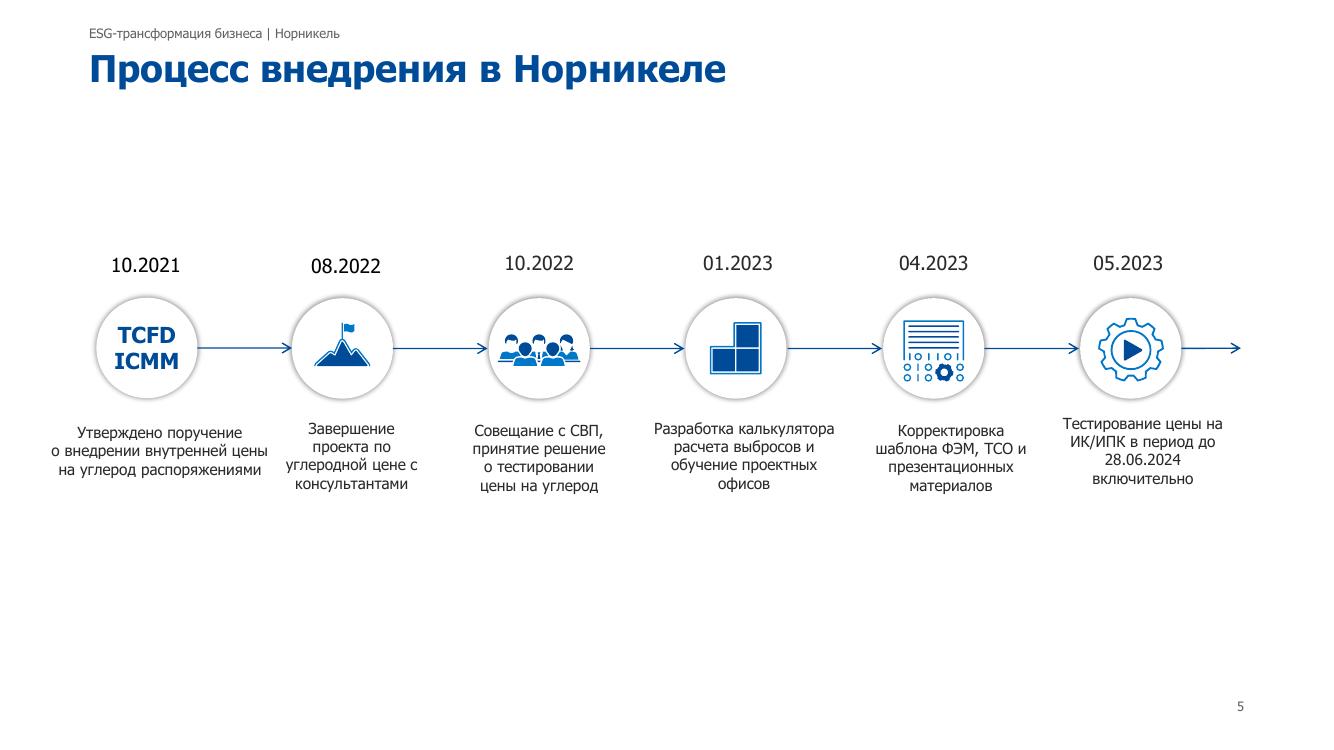 ESG-трансформация бизнеса | Норникель
Процесс внедрения в Норникеле
10.2021
08.2022
10.2022
01.2023
04.2023
05.2023
TCFD
ICMM
Утверждено поручение
о внедрении внутренней цены
на углерод распоряжениями
Завершение
проекта по
углеродной цене с
консультантами
Совещание с СВП,
принятие решение
о тестировании
цены на углерод
Разработка калькулятора
расчета выбросов и
обучение проектных
офисов
Корректировка
шаблона ФЭМ, ТСО и
презентационных
материалов
Тестирование цены на
ИК/ИПК в период до
28.06.2024
включительно
5